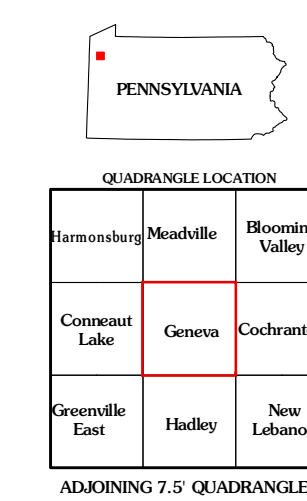 PENNSYLVANIA
QUADRANGLE LOCATION
Harmonsburg Meadville Bloomin
Valley
Conneaut
Lake
Geneva
Cochrant
Greenville
East
Hadley
New
Lebano
ADJOINING 7.5' QUADRANGLE